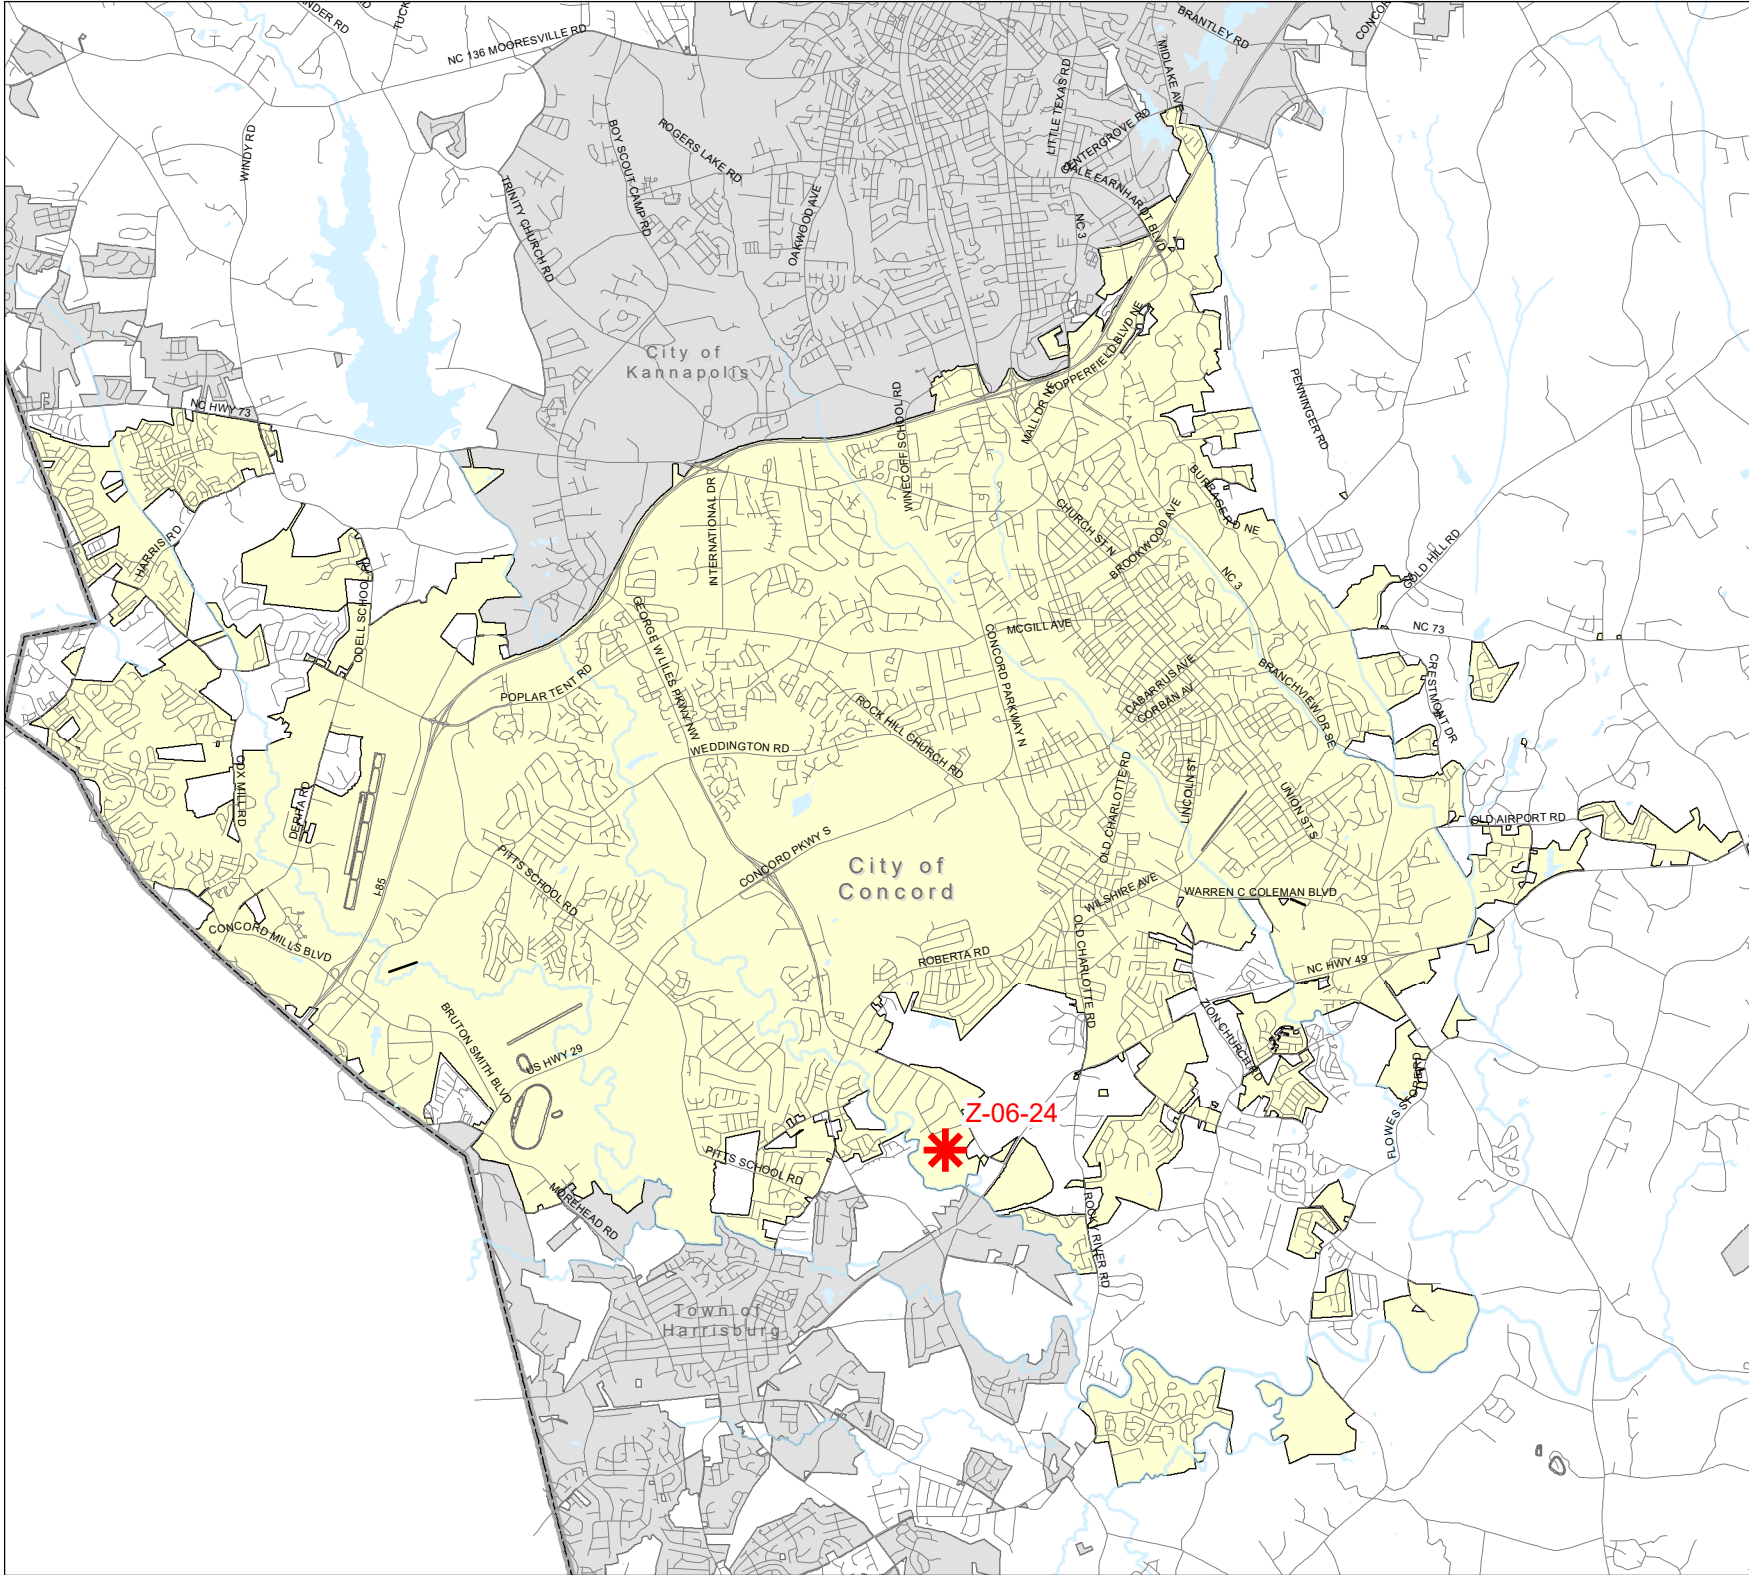 BRANTLEY RD
MIDLAKE AVE
NC 136 MOORESVILLE RD
LITTLE TEXAS RD
WINDY RD
BOY SCOUT CAMP RD
ROGERS LAKE RD
DALE EARNHARDT BLVD
TRINITY CHURCH RD
OAKWOOD AVE
NC 3
City of
Kannapolis
COPPERFIELD BLVD NE
MALL DR NE
PENNINGER RD
NC HWY 73
WINECOFF SCHOOL RD
INTERNATIONAL DR
BURRAGE RD NE
CHURCH ST N
BROOKWOOD AVE
HARRIS RD
GOLD HILL RD
NC 3
ODELL SCHOOL RD
GEORGE W LILES PKWY NW
MCGILL AVE
NC 73
CONCORD PARKWAY N
POPLAR TENT RD
CABARRUS AVE
CORBAN AV
BRANCHVIEW DR SE
CRESTMONT DR
ROCK HILL CHURCH RD
WEDDINGTON RD
COX MILL RD
DERITA RD
OLD CHARLOTTE RD
LINCOLN ST
UNION ST S
OLD AIRPORT RD
PITTS SCHOOL RD
CONCORD PKWY S
I-85
City of
Concord
WILSHIRE AVE
WARREN C COLEMAN BLVD
CONCORD MILLS BLVD
ROBERTA RD
OLD CHARLOTTE RD
NC HWY 49
BRUTON SMITH BLVD
US HWY 29
ZION CHURCH RD
FLOWES STORE RD
Z-06-24
PITTS SCHOOL RD
MOREHEAD RD
ROCKY RIVER RD
Town of
Harrisburg